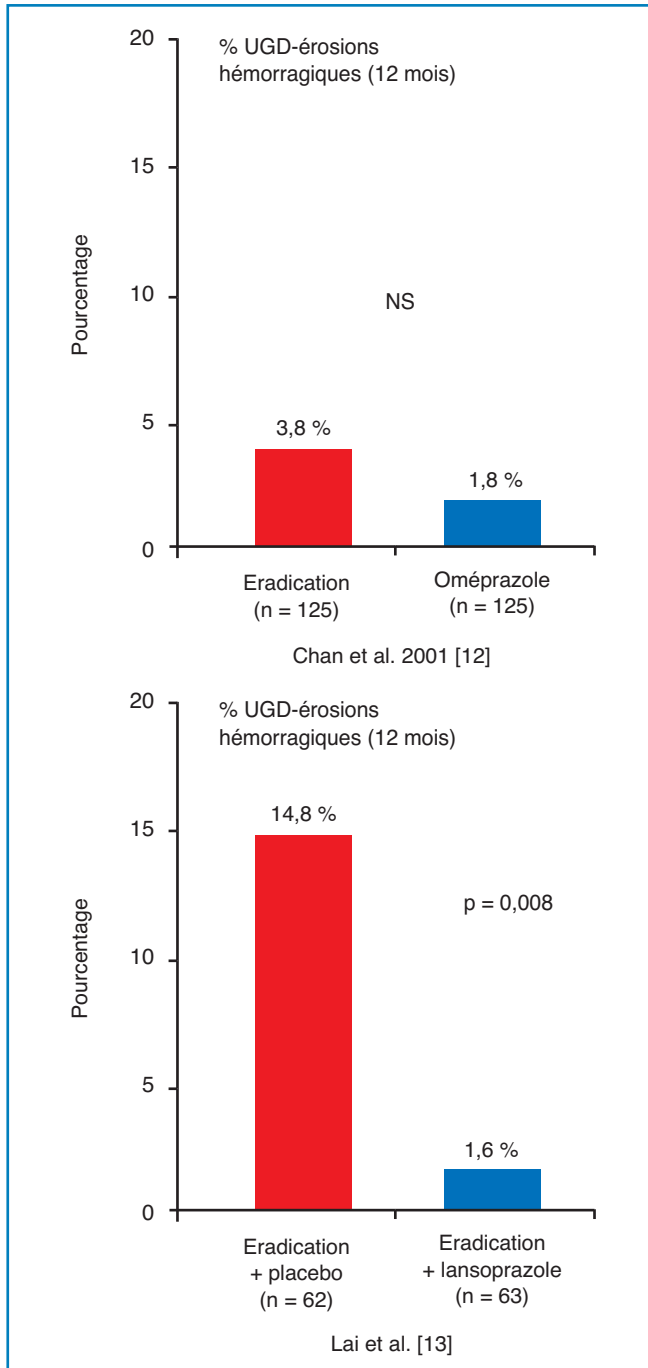 % UGD-érosions
hémorragiques (12 mois)
20
15
10
5
0
Pourcentage
NS
3,8 %
1,8 %
Eradication
(n = 125)
Oméprazole
(n = 125)
Chan et al. 2001 [12]
% UGD-érosions
hémorragiques (12 mois)
20
15
10
5
0
Pourcentage
14,8 %
p = 0,008
1,6 %
Eradication
+ placebo
(n = 62)
Eradication
+ lansoprazole
(n = 63)
Lai et al. [13]